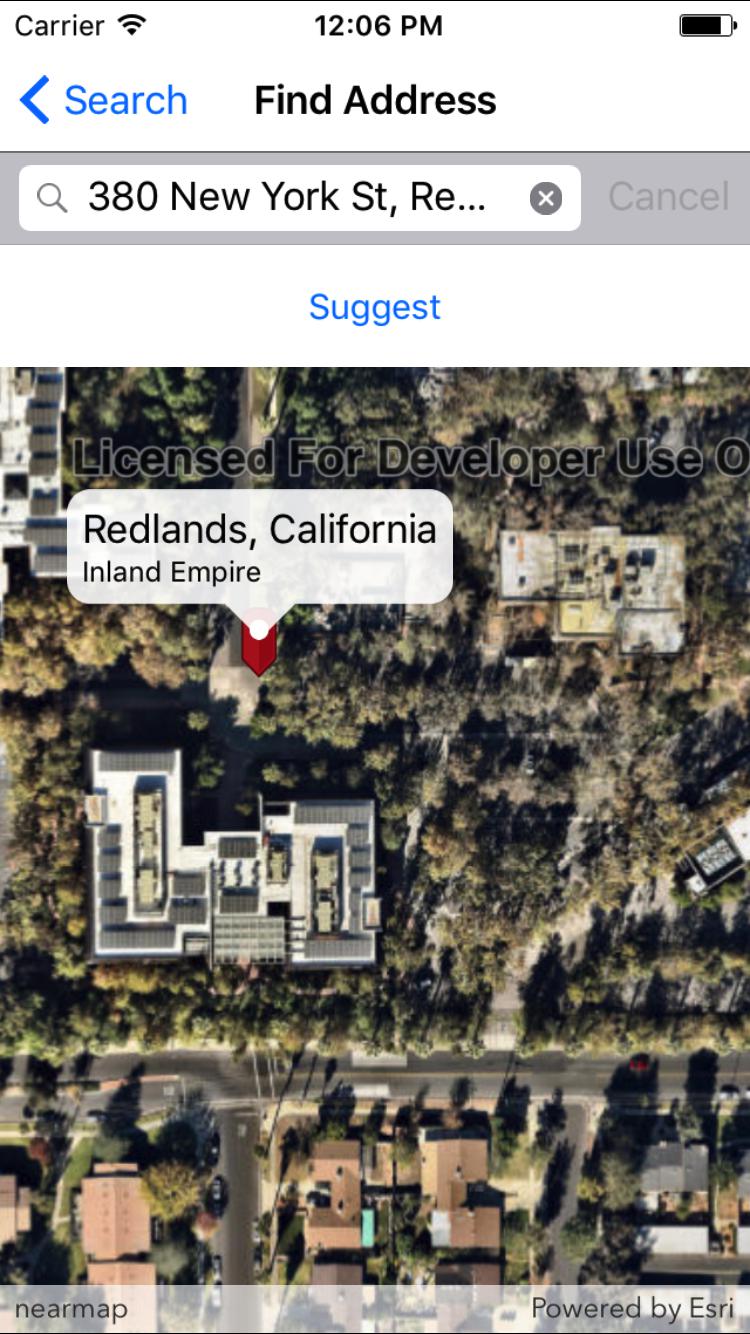 Carrier 12:06 PM
Search Find Address
380 New York St, Re... Cancel
Suggest
Licensed For Developer Use O
Redlands, California
Inland Empire
nearmap Powered by Esri